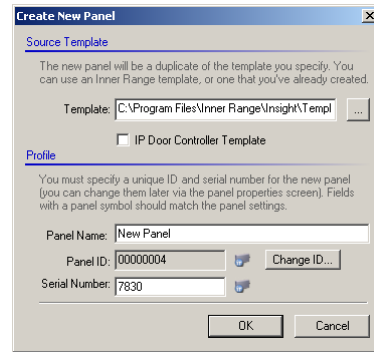 Create New Panel
Source Template
The new panel will be a duplicate of the template you specify. You
can use an Inner Range template, or one that you've already created.
Template: C:\Program Files\Inner Range\Insight\Templ ...
IP Door Controller Template
Profile
You must specify a unique ID and serial number for the new panel
(you can change them later via the panel properties screen). Fields
with a panel symbol should match the panel settings.
Panel Name: New Panel
Panel ID: 00000004 Change ID...
Serial Number: 7830
OK Cancel